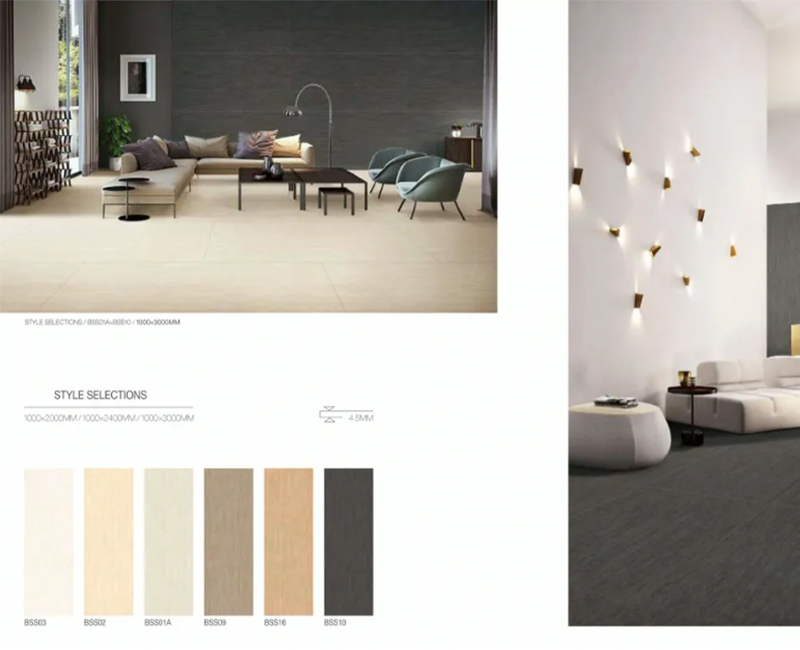 STYLE SELECTIONS / BSS01A+BSS10 / 1000×3000MM
STYLE SELECTIONS
1000×2000MM / 1000×2400MM / 1000×3000MM
4.5MM
BSS03
BSS02
BSS01A
BSS09
BSS16
BSS10